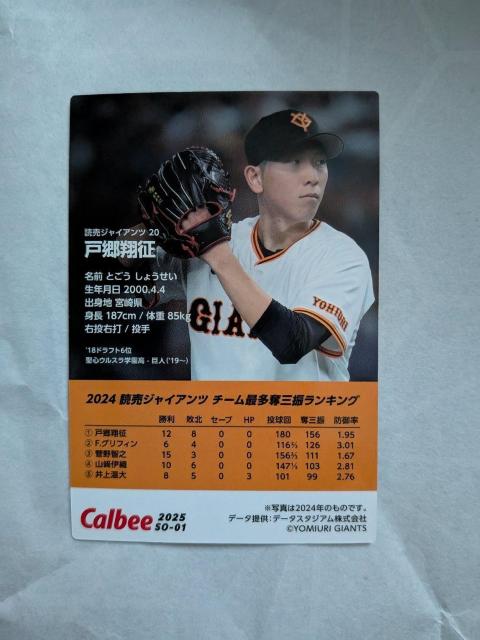 読売ジャイアンツ 20
戸郷翔征
名前 とごう しょうせい
生年月日 2000.4.4
出身地 宮崎県
身長 187cm / 体重 85kg
右投右打 / 投手
'18ドラフト6位
聖心ウルスラ学園高 - 巨人('19〜)
YG
YOMIURI
GIA
2024 読売ジャイアンツ チーム最多奪三振ランキング
勝利 敗北 セーブ HP 投球回 奪三振 防御率
① 戸郷翔征 12 8 0 0 180 156 1.95
② F.グリフィン 6 4 0 0 116⅔ 126 3.01
③ 菅野智之 15 3 0 0 156⅔ 111 1.67
④ 山﨑伊織 10 6 0 0 147⅓ 103 2.81
⑤ 井上温大 8 5 0 3 101 99 2.76
Calbee 2025
SO-01
※写真は2024年のものです。
データ提供:データスタジアム株式会社
©YOMIURI GIANTS